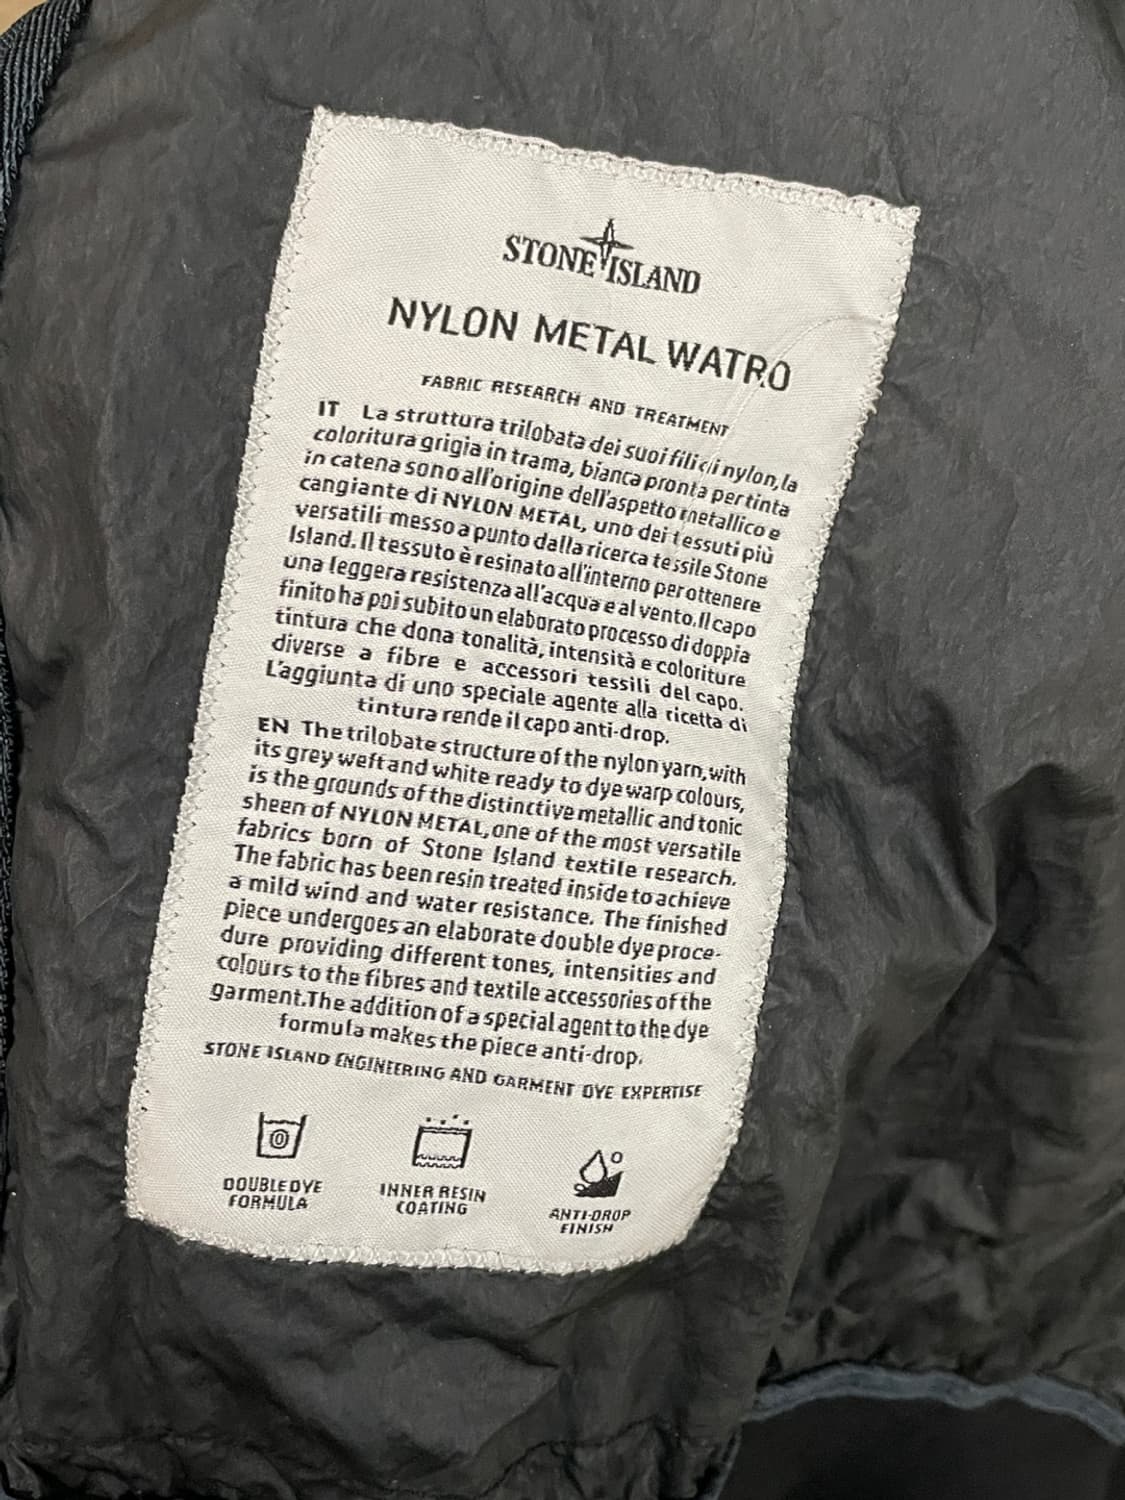 STONE ISLAND
NYLON METAL WATRO
FABRIC RESEARCH AND TREATMENT
IT La struttura trilobata dei suoi fili di nylon, la
coloritura grigia in trama, bianca pronta per tinta
in catena sono all'origine dell'aspetto metallico e
cangiante di NYLON METAL, uno dei tessuti più
versatili messo a punto dalla ricerca tessile Stone
Island. Il tessuto è resinato all'interno per ottenere
una leggera resistenza all'acqua e al vento. Il capo
finito ha poi subito un elaborato processo di doppia
tintura che dona tonalità, intensità e coloriture
diverse a fibre e accessori tessili del capo.
L'aggiunta di uno speciale agente alla ricetta di
tintura rende il capo anti-drop.
EN The trilobate structure of the nylon yarn, with
its grey weft and white ready to dye warp colours,
is the grounds of the distinctive metallic and tonic
sheen of NYLON METAL, one of the most versatile
fabrics born of Stone Island textile research.
The fabric has been resin treated inside to achieve
a mild wind and water resistance. The finished
piece undergoes an elaborate double dye proce-
dure providing different tones, intensities and
colours to the fibres and textile accessories of the
garment. The addition of a special agent to the dye
formula makes the piece anti-drop.
STONE ISLAND ENGINEERING AND GARMENT DYE EXPERTISE
DOUBLE DYE
FORMULA
INNER RESIN
COATING
ANTI-DROP
FINISH